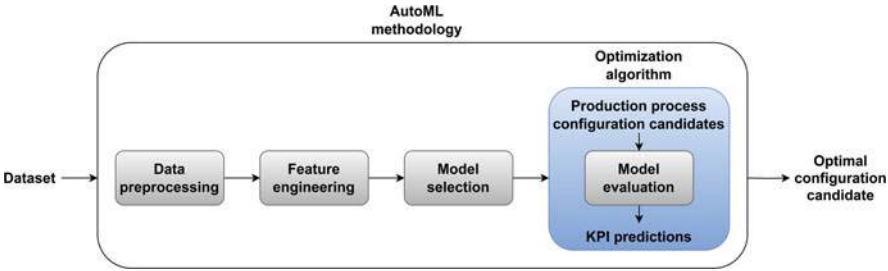 AutoML
methodology
Optimization
algorithm
Production process
configuration candidates
Dataset
Data
preprocessing
Feature
engineering
Model
selection
Model
evaluation
KPI predictions
Optimal
configuration
candidate